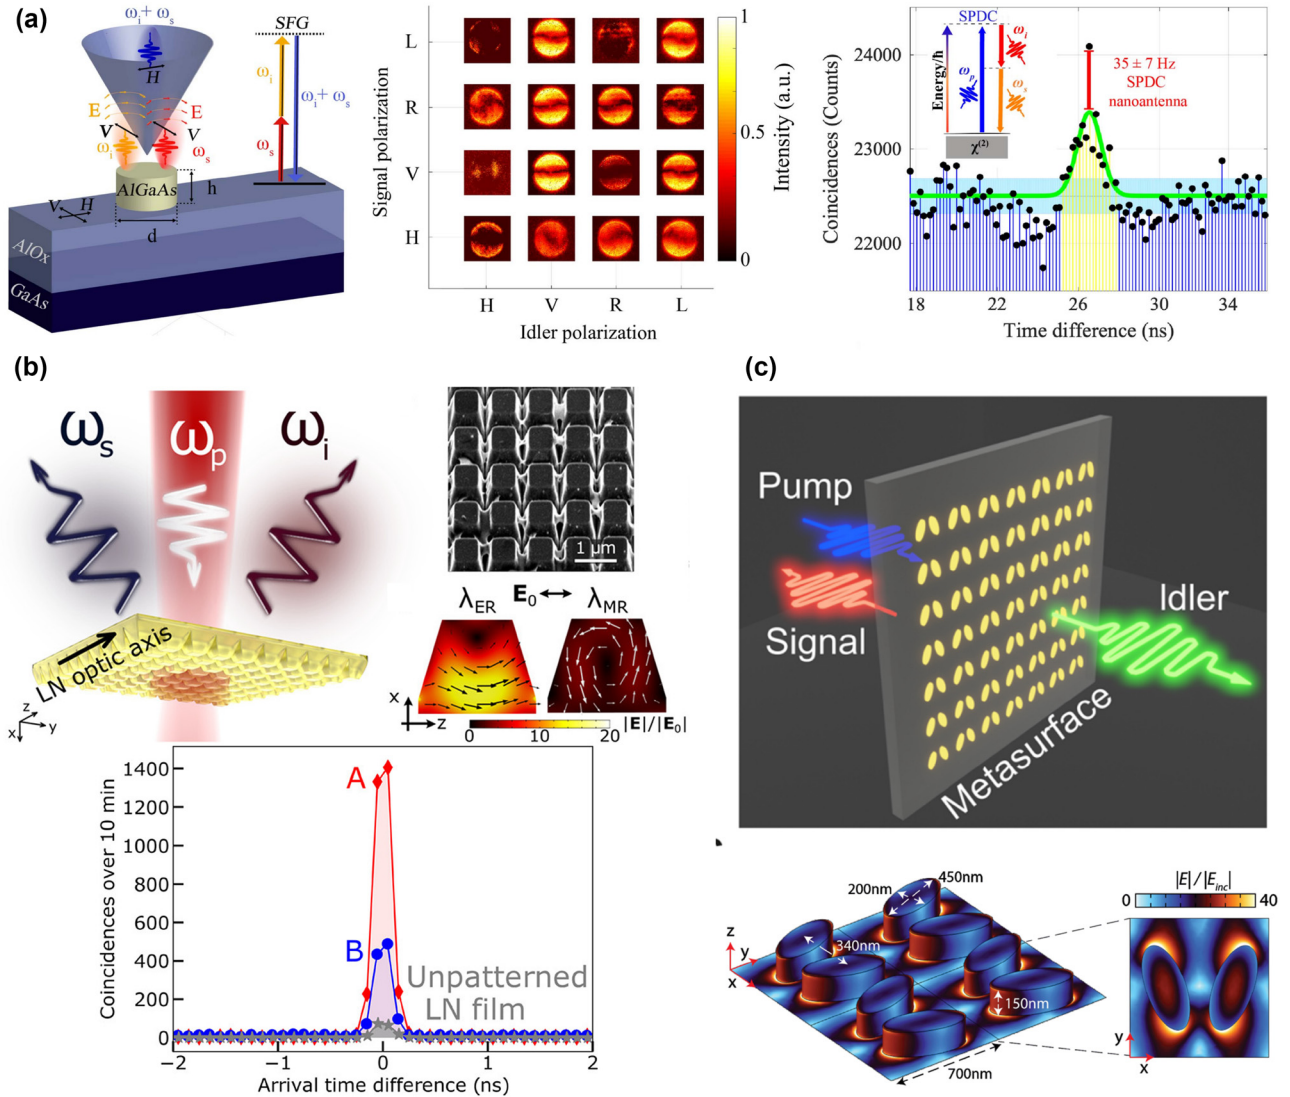 (a)
ωi + ωs
SFG
H
E
E
V
V
ωi
ωs
AlGaAs
h
V
H
d
AlOx
GaAs
ωi
ωi + ωs
ωs
Signal polarization
L
R
V
H
H
V
R
L
Idler polarization
1
0.5
0
Intensity (a.u.)
SPDC
Energy/h
ωp
ωi
ωs
χ(2)
35 ± 7 Hz
SPDC
nanoantenna
Coincidences (Counts)
24000
23000
22000
18
22
26
30
34
Time difference (ns)
(b)
ωs
ωp
ωi
LN optic axis
z
y
x
1 µm
λER
E0
λMR
x
z
0
10
20
|E|/|E0|
Coincidences over 10 min
1400
1200
1000
800
600
400
200
0
A
B
Unpatterned
LN film
−2
−1
0
1
2
Arrival time difference (ns)
(c)
Pump
Signal
Idler
Metasurface
z
y
x
200nm
450nm
340nm
150nm
700nm
|E|/|Einc|
0
40
y
x